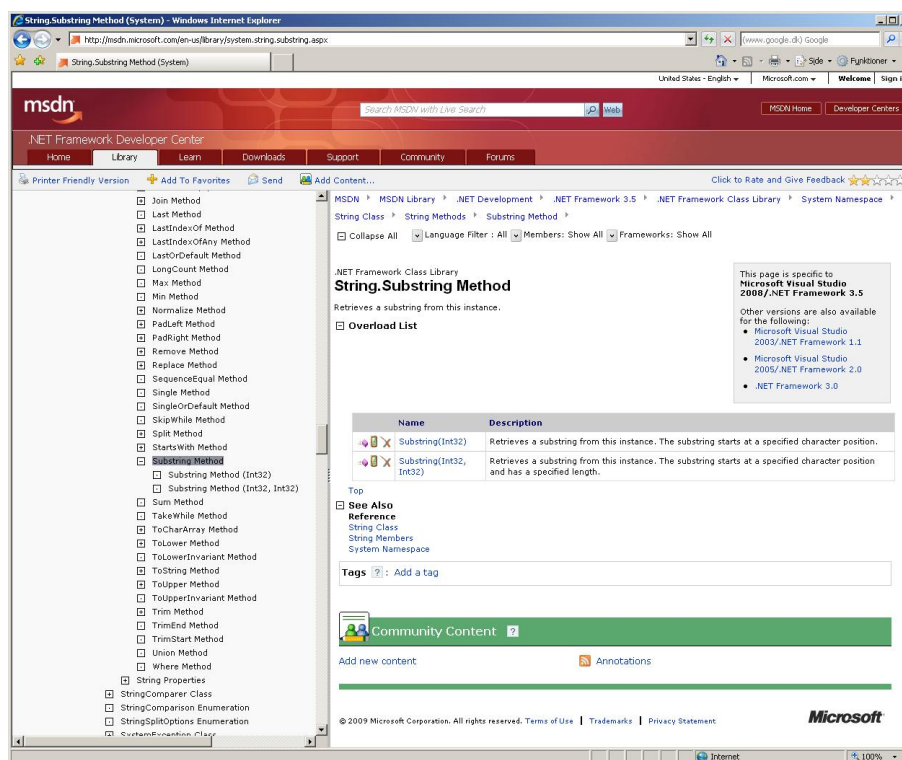 String.Substring Method (System) - Windows Internet Explorer
http://msdn.microsoft.com/en-us/library/system.string.substring.aspx
(www.google.dk) Google
String.Substring Method (System)
Side
Funktioner
United States - English
Microsoft.com
Welcome
Sign i
msdn
Search MSDN with Live Search
Web
MSDN Home
Developer Centers
.NET Framework Developer Center
Home
Library
Learn
Downloads
Support
Community
Forums
Printer Friendly Version
Add To Favorites
Send
Add Content...
Click to Rate and Give Feedback
Join Method
Last Method
LastIndexOf Method
LastIndexOfAny Method
LastOrDefault Method
LongCount Method
Max Method
Min Method
Normalize Method
PadLeft Method
PadRight Method
Remove Method
Replace Method
SequenceEqual Method
Single Method
SingleOrDefault Method
SkipWhile Method
Split Method
StartsWith Method
Substring Method
Substring Method (Int32)
Substring Method (Int32, Int32)
Sum Method
TakeWhile Method
ToCharArray Method
ToLower Method
ToLowerInvariant Method
ToString Method
ToUpper Method
ToUpperInvariant Method
Trim Method
TrimEnd Method
TrimStart Method
Union Method
Where Method
String Properties
StringComparer Class
StringComparison Enumeration
StringSplitOptions Enumeration
SystemException Class
MSDN MSDN Library .NET Development .NET Framework 3.5 .NET Framework Class Library System Namespace
String Class String Methods Substring Method
Collapse All Language Filter : All Members: Show All Frameworks: Show All
.NET Framework Class Library
String.Substring Method
Retrieves a substring from this instance.
Overload List
This page is specific to
Microsoft Visual Studio
2008/.NET Framework 3.5
Other versions are also available
for the following:
Microsoft Visual Studio
2003/.NET Framework 1.1
Microsoft Visual Studio
2005/.NET Framework 2.0
.NET Framework 3.0
Name Description
Substring(Int32) Retrieves a substring from this instance. The substring starts at a specified character position.
Substring(Int32, Retrieves a substring from this instance. The substring starts at a specified character position
Int32) and has a specified length.
Top
See Also
Reference
String Class
String Members
System Namespace
Tags ? : Add a tag
Community Content ?
Add new content
Annotations
© 2009 Microsoft Corporation. All rights reserved. Terms of Use | Trademarks | Privacy Statement
Microsoft
Internet
100%